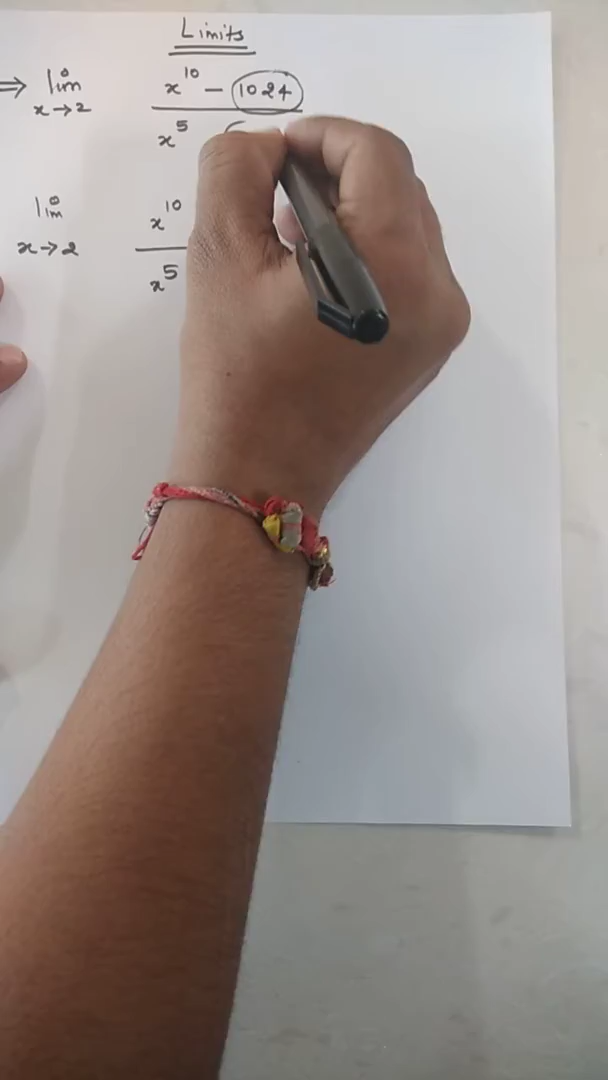 Limits
⇒ lim x→2 x^10 - 1024 / x^5
lim x→2 x^10 / x^5